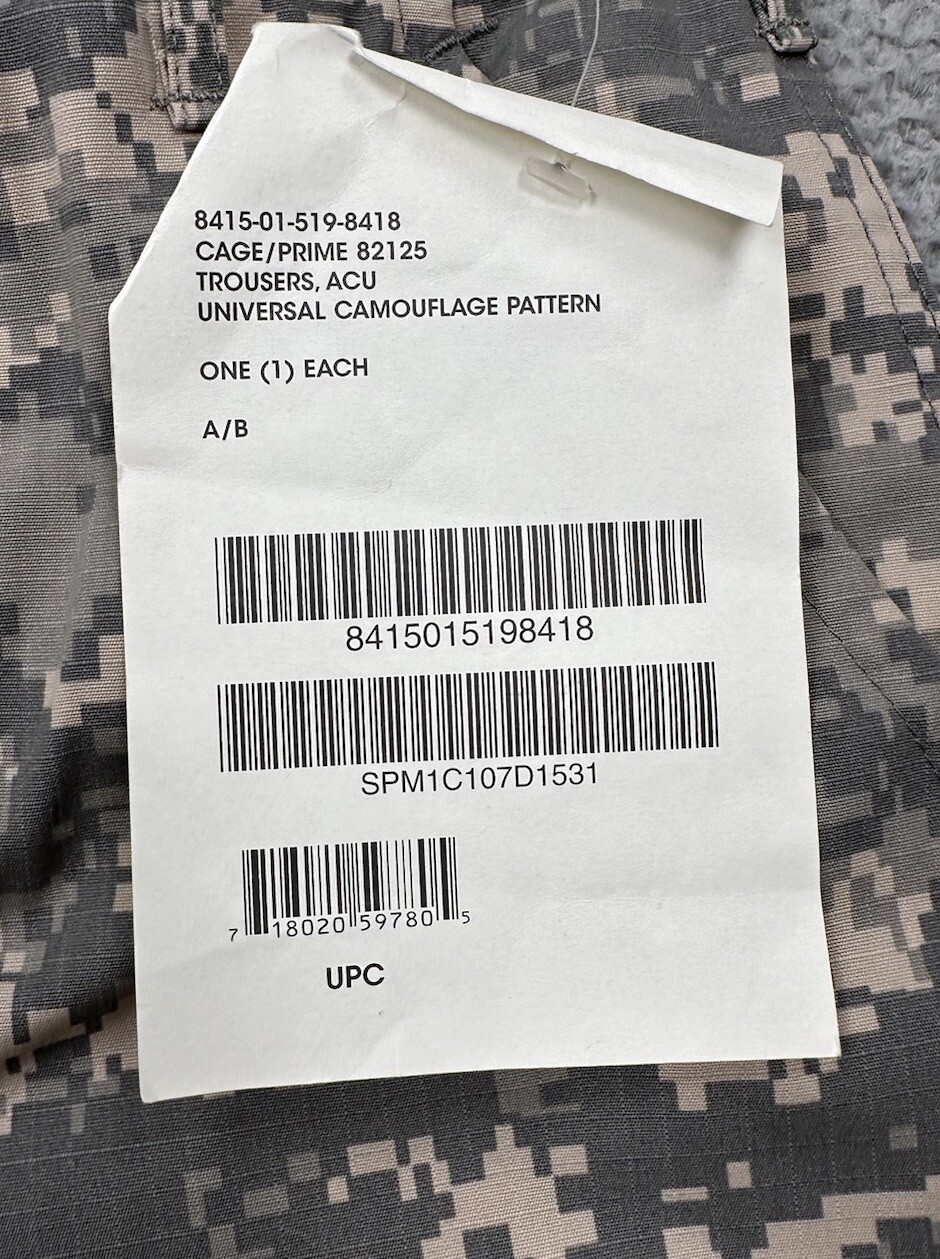 8415-01-519-8418
CAGE/PRIME 82125
TROUSERS, ACU
UNIVERSAL CAMOUFLAGE PATTERN
ONE (1) EACH
A/B
8415015198418
SPM1C107D1531
7 18020 59780 5
UPC